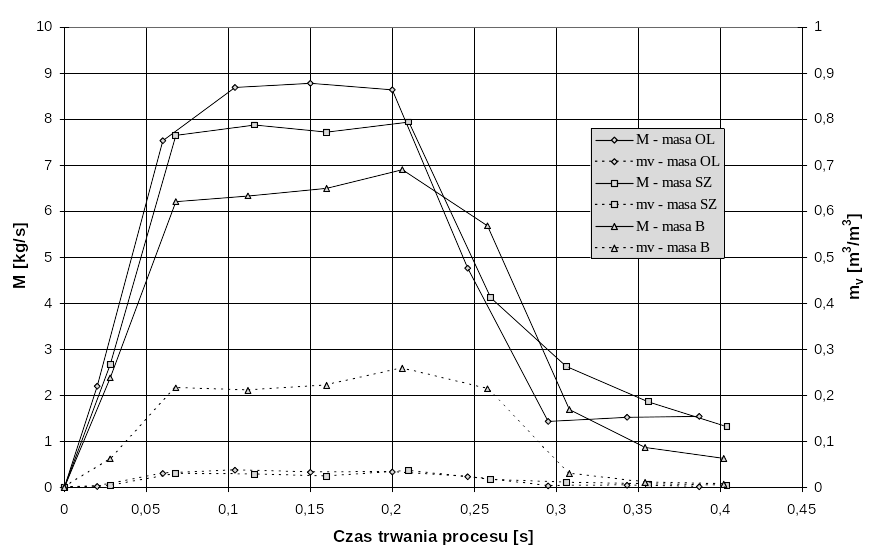 10 1
9 0,9
8 0,8
7 0,7
6 0,6
5 0,5
4 0,4
3 0,3
2 0,2
1 0,1
0 0
M - masa OL
mv - masa OL
M - masa SZ
mv - masa SZ
M - masa B
mv - masa B
M [kg/s]
mᵥ [m³/m³]
0 0,05 0,1 0,15 0,2 0,25 0,3 0,35 0,4 0,45
Czas trwania procesu [s]